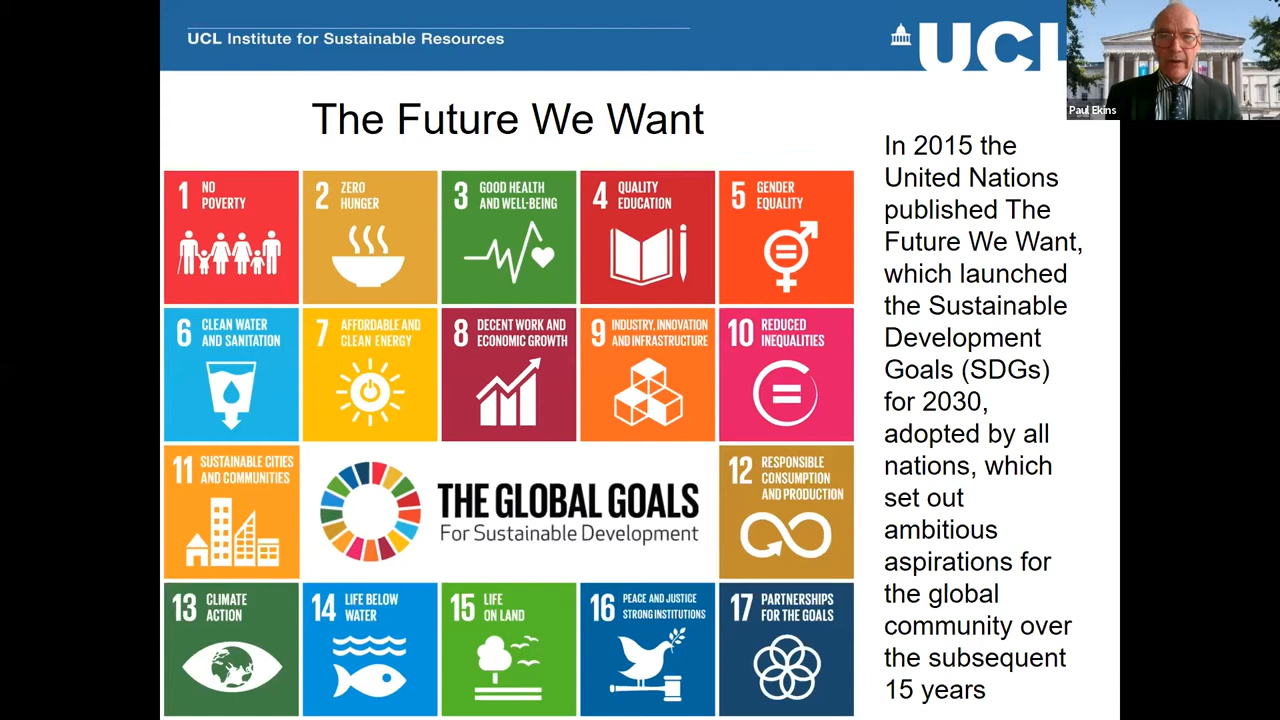 UCL Institute for Sustainable Resources
UCL
Paul Ekins
The Future We Want
1 NO
POVERTY
2 ZERO
HUNGER
3 GOOD HEALTH
AND WELL-BEING
4 QUALITY
EDUCATION
5 GENDER
EQUALITY
6 CLEAN WATER
AND SANITATION
7 AFFORDABLE AND
CLEAN ENERGY
8 DECENT WORK AND
ECONOMIC GROWTH
9 INDUSTRY, INNOVATION
AND INFRASTRUCTURE
10 REDUCED
INEQUALITIES
11 SUSTAINABLE CITIES
AND COMMUNITIES
THE GLOBAL GOALS
For Sustainable Development
12 RESPONSIBLE
CONSUMPTION
AND PRODUCTION
13 CLIMATE
ACTION
14 LIFE BELOW
WATER
15 LIFE
ON LAND
16 PEACE AND JUSTICE
STRONG INSTITUTIONS
17 PARTNERSHIPS
FOR THE GOALS
In 2015 the
United Nations
published The
Future We Want,
which launched
the Sustainable
Development
Goals (SDGs)
for 2030,
adopted by all
nations, which
set out
ambitious
aspirations for
the global
community over
the subsequent
15 years